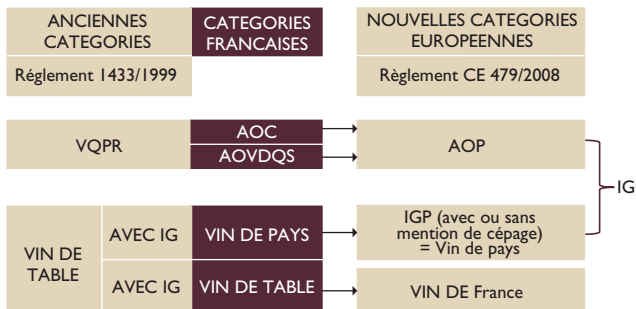 ANCIENNES
CATEGORIES
CATEGORIES
FRANCAISES
NOUVELLES CATEGORIES
EUROPEENNES
Réglement 1433/1999
Règlement CE 479/2008
VQPR
AOC
AOVDQS
AOP
IG
VIN DE
TABLE
AVEC IG
VIN DE PAYS
IGP (avec ou sans
mention de cépage)
= Vin de pays
AVEC IG
VIN DE TABLE
VIN DE France